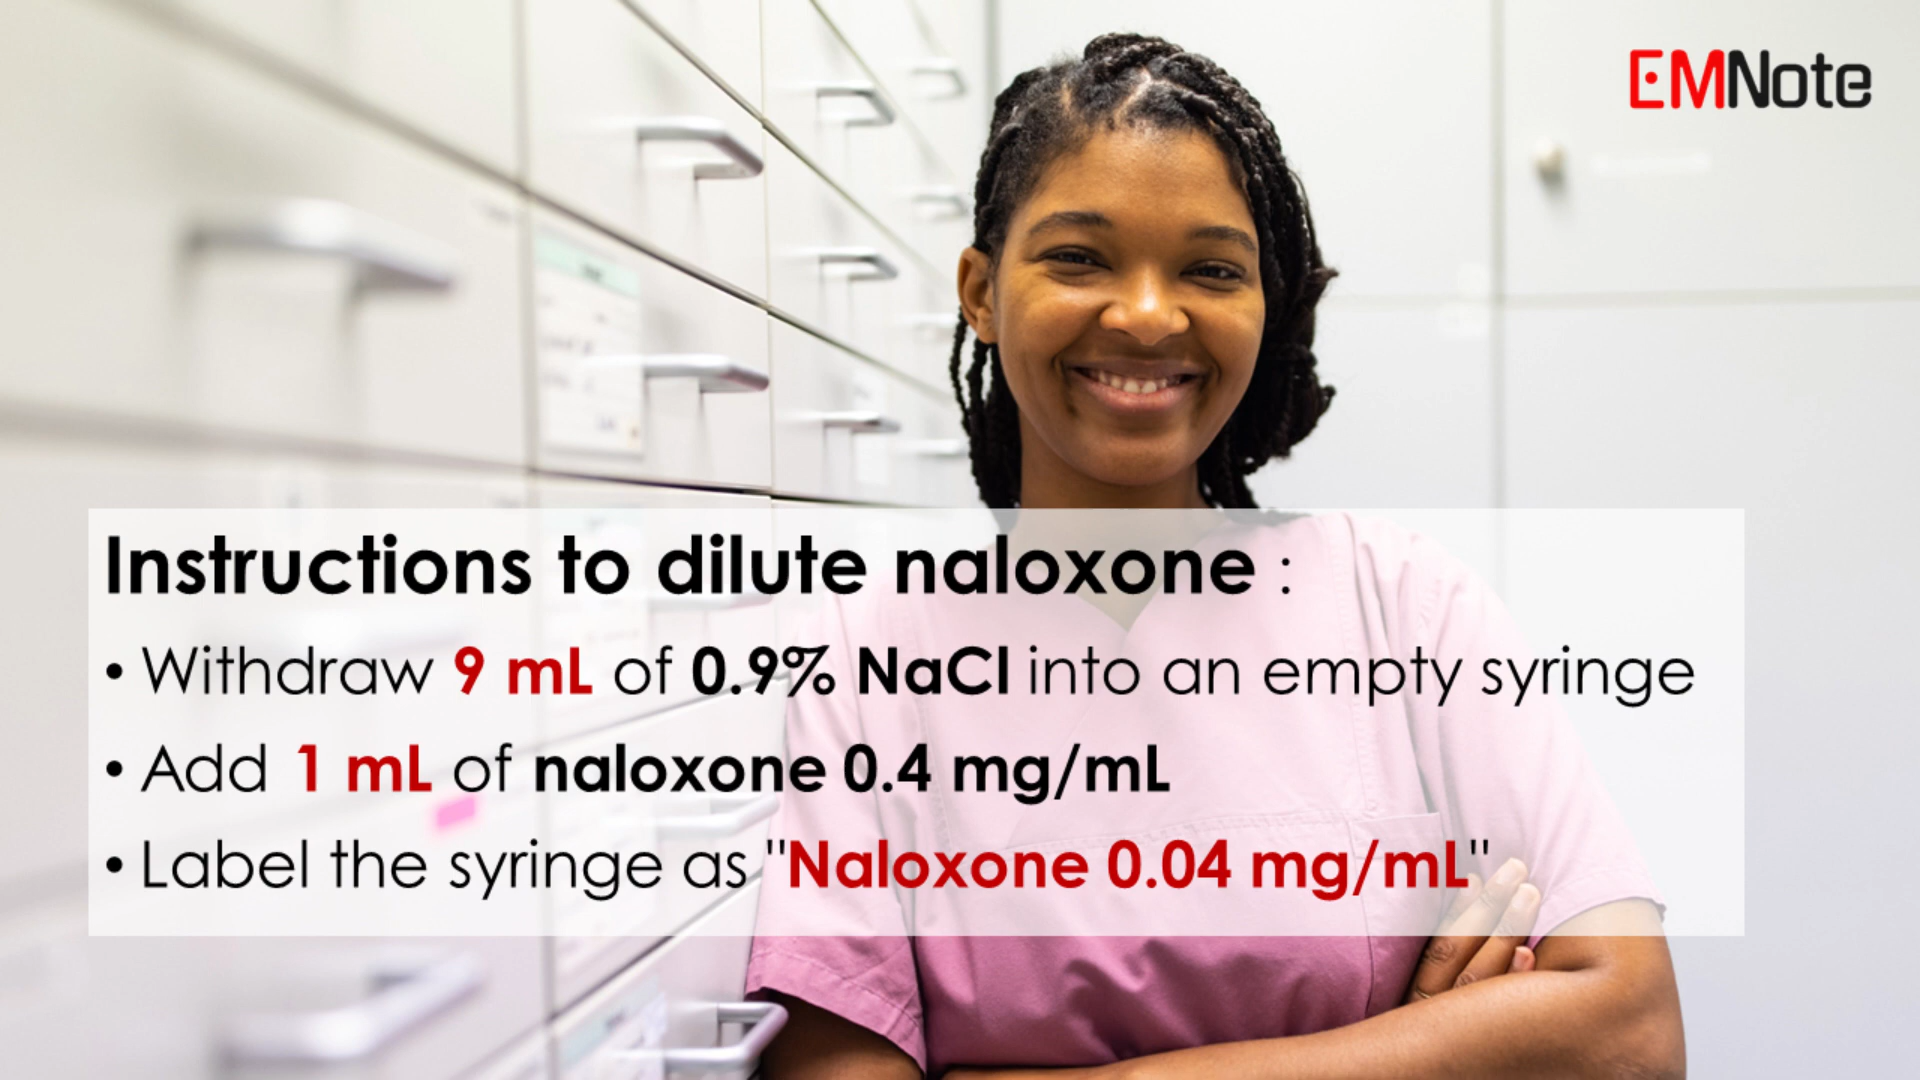 EMNote
Instructions to dilute naloxone :
• Withdraw 9 mL of 0.9% NaCl into an empty syringe
• Add 1 mL of naloxone 0.4 mg/mL
• Label the syringe as "Naloxone 0.04 mg/mL"